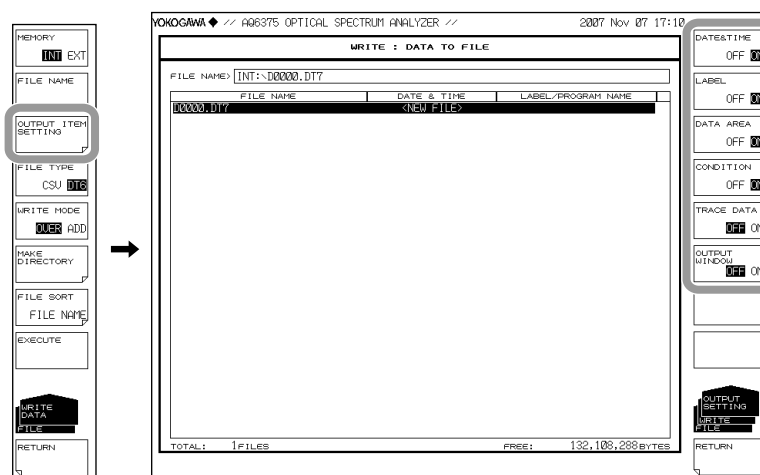 MEMORY
INT EXT
FILE NAME
OUTPUT ITEM
SETTING
FILE TYPE
CSV DT6
WRITE MODE
OVER ADD
MAKE
DIRECTORY
FILE SORT
FILE NAME
EXECUTE
WRITE
DATA
FILE
RETURN
YOKOGAWA ◆ // AQ6375 OPTICAL SPECTRUM ANALYZER // 2007 Nov 07 17:10
WRITE : DATA TO FILE
FILE NAME> INT:\D0000.DT7
FILE NAME DATE & TIME LABEL/PROGRAM NAME
D0000.DT7 <NEW FILE>
TOTAL: 1FILES FREE: 132,108,288BYTES
DATE&TIME
OFF ON
LABEL
OFF ON
DATA AREA
OFF ON
CONDITION
OFF ON
TRACE DATA
OFF ON
OUTPUT
WINDOW
OFF ON
OUTPUT
SETTING
WRITE
FILE
RETURN